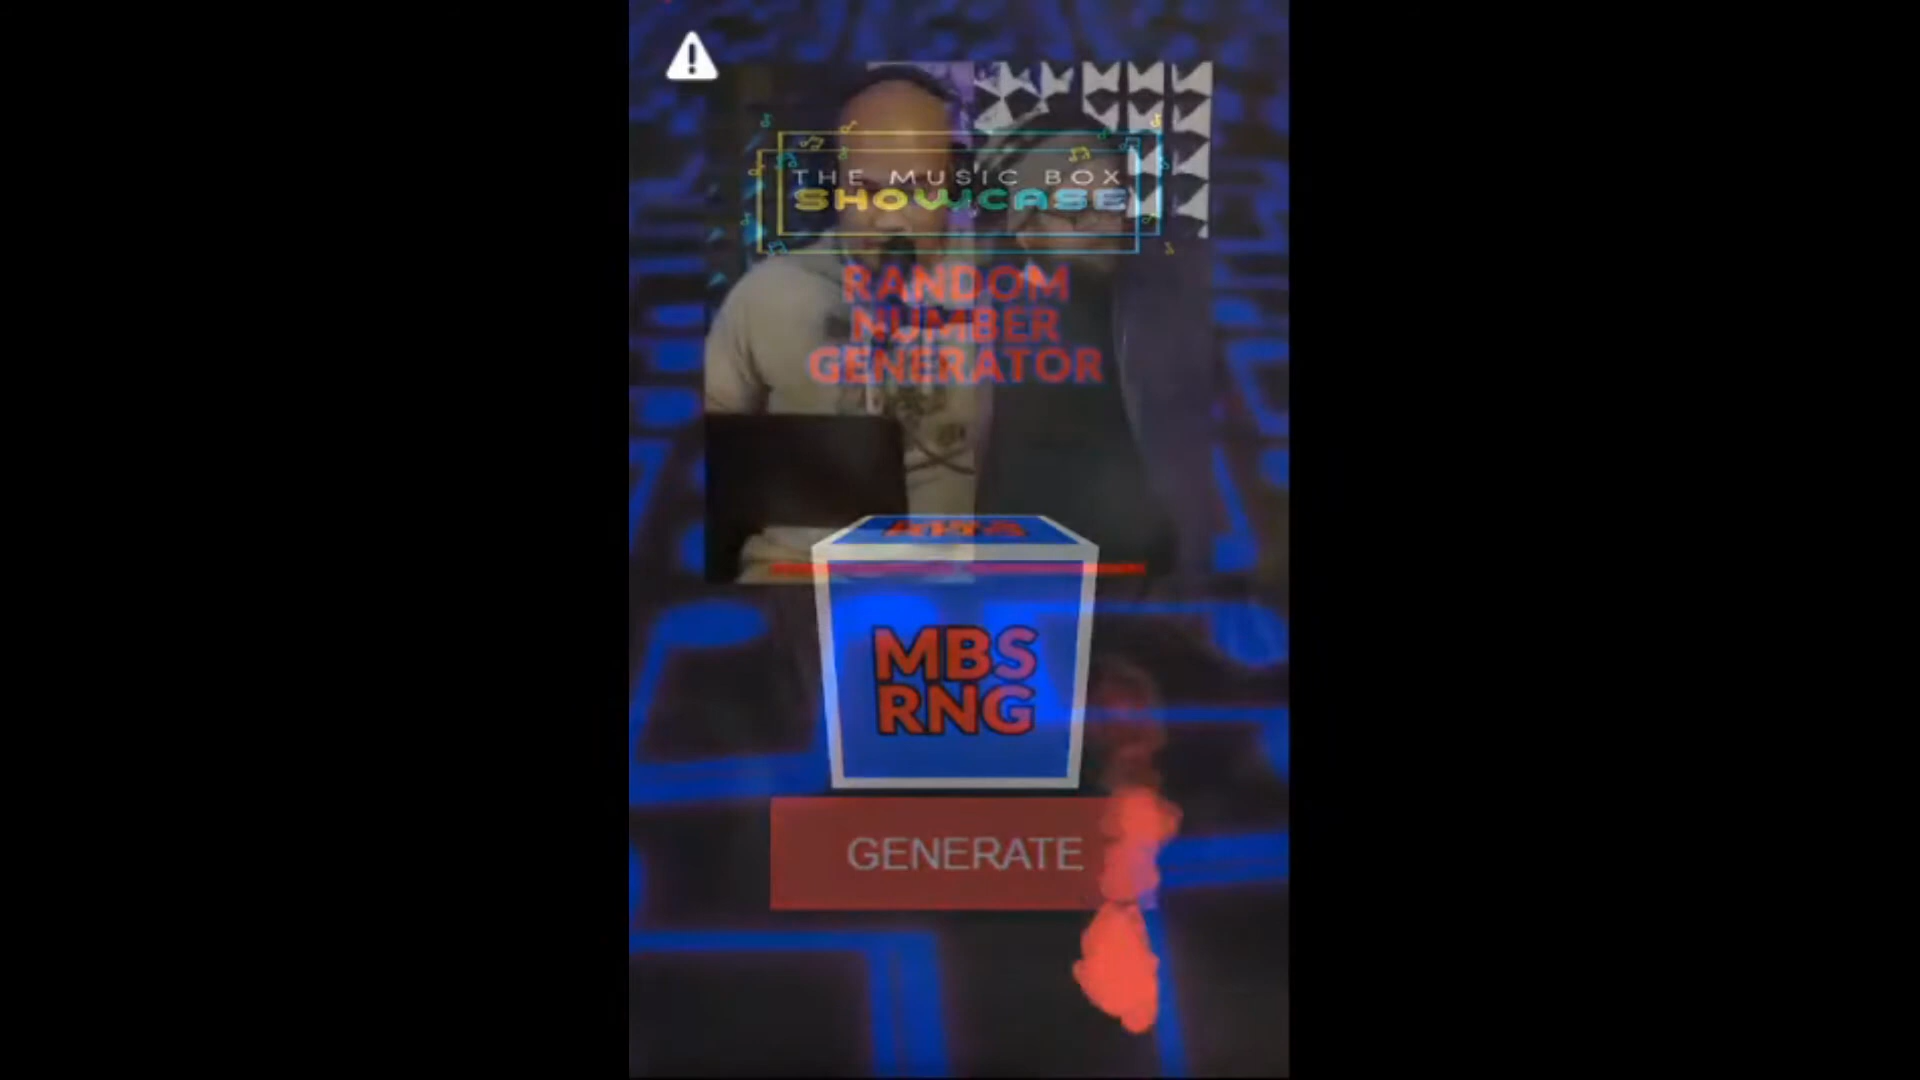 THE MUSIC BOX
SHOWCASE
RANDOM
NUMBER
GENERATOR
MBS
RNG
GENERATE